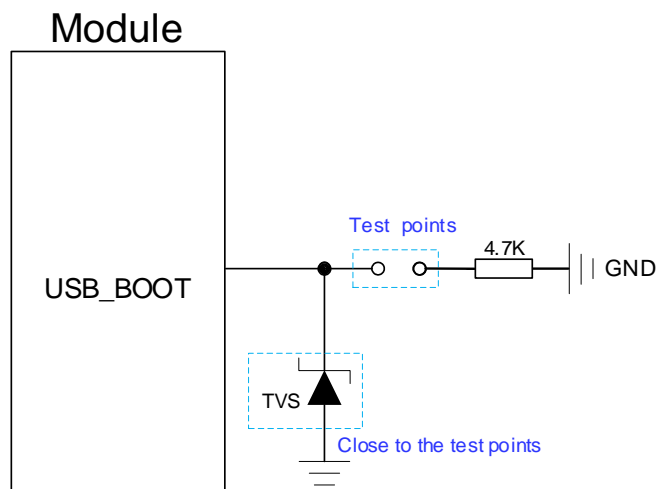 Module
Test points
4.7K
GND
USB_BOOT
TVS
Close to the test points